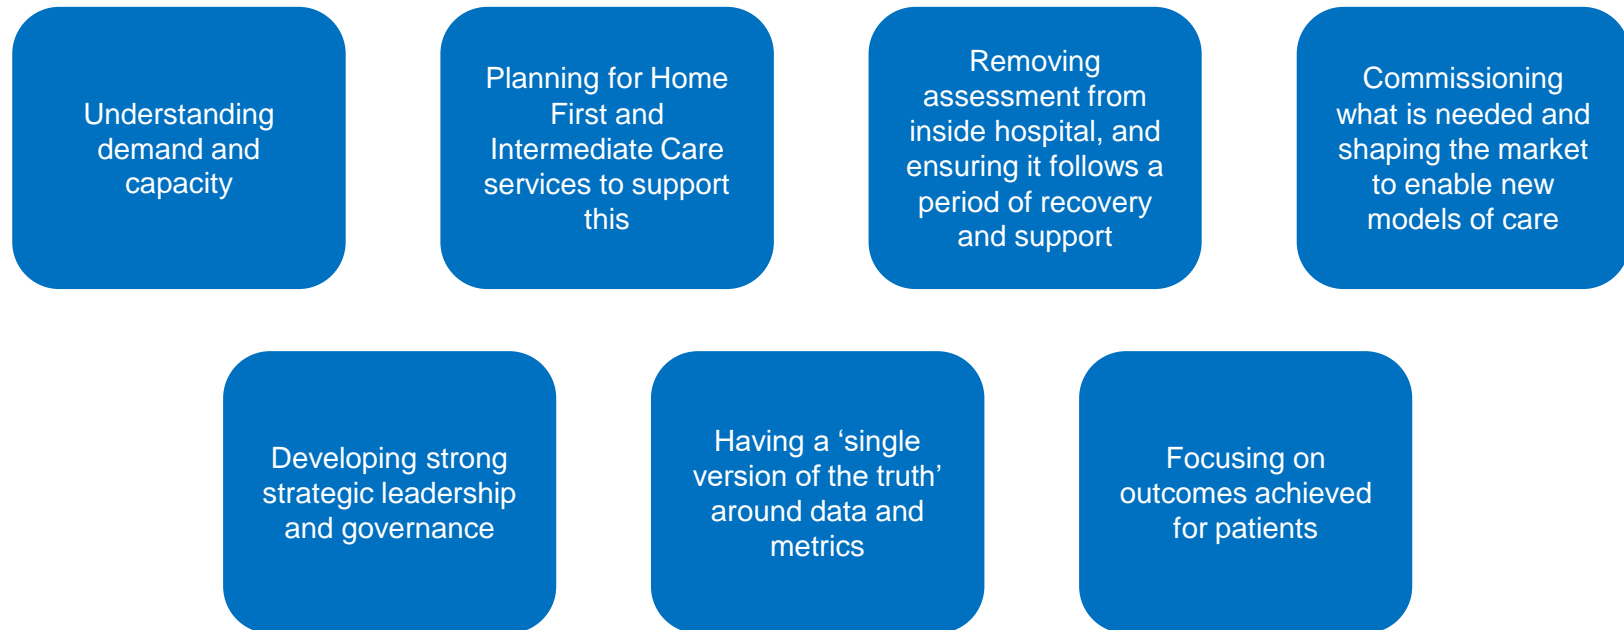 Understanding
demand and
capacity
Planning for Home
First and
Intermediate Care
services to support
this
Removing
assessment from
inside hospital, and
ensuring it follows a
period of recovery
and support
Commissioning
what is needed and
shaping the market
to enable new
models of care
Developing strong
strategic leadership
and governance
Having a ‘single
version of the truth’
around data and
metrics
Focusing on
outcomes achieved
for patients